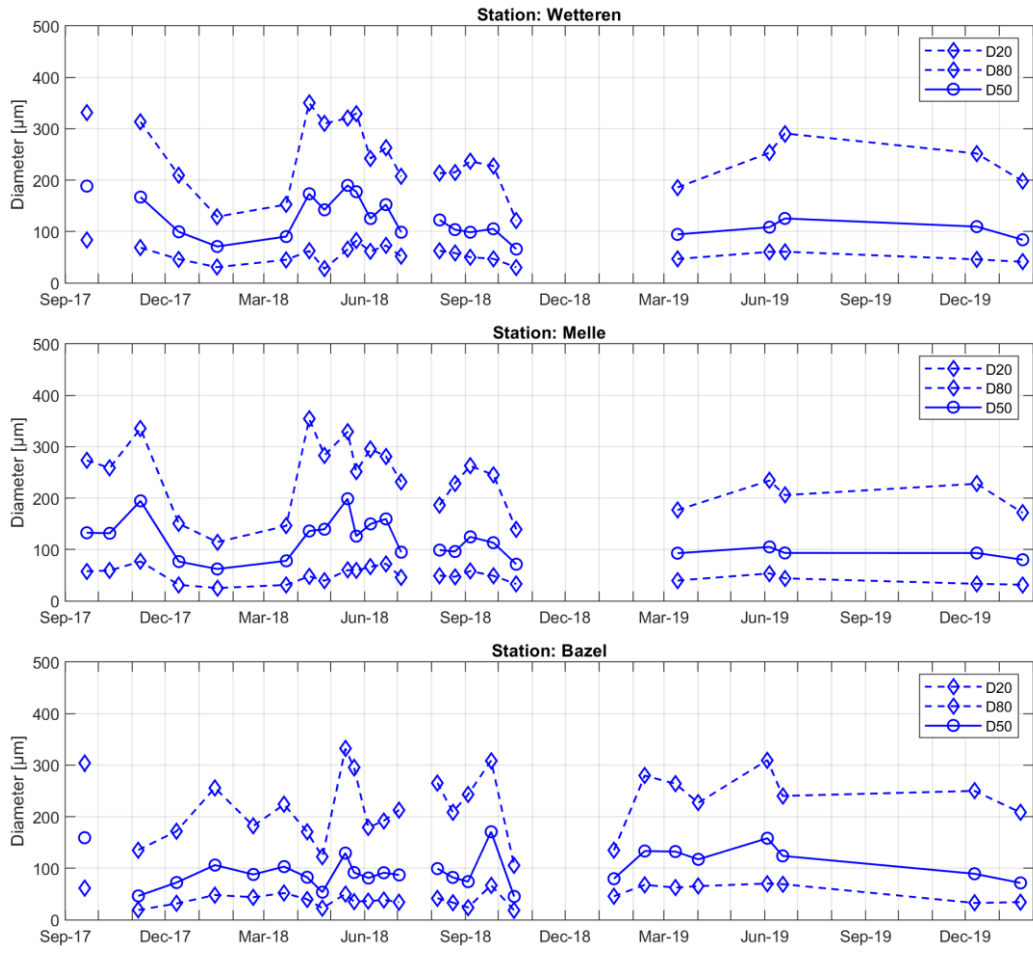 Station: Wetteren
500
400
300
200
100
0
Diameter [µm]
D20
D80
D50
Sep-17 Dec-17 Mar-18 Jun-18 Sep-18 Dec-18 Mar-19 Jun-19 Sep-19 Dec-19
Station: Melle
500
400
300
200
100
0
Diameter [µm]
D20
D80
D50
Sep-17 Dec-17 Mar-18 Jun-18 Sep-18 Dec-18 Mar-19 Jun-19 Sep-19 Dec-19
Station: Bazel
500
400
300
200
100
0
Diameter [µm]
D20
D80
D50
Sep-17 Dec-17 Mar-18 Jun-18 Sep-18 Dec-18 Mar-19 Jun-19 Sep-19 Dec-19